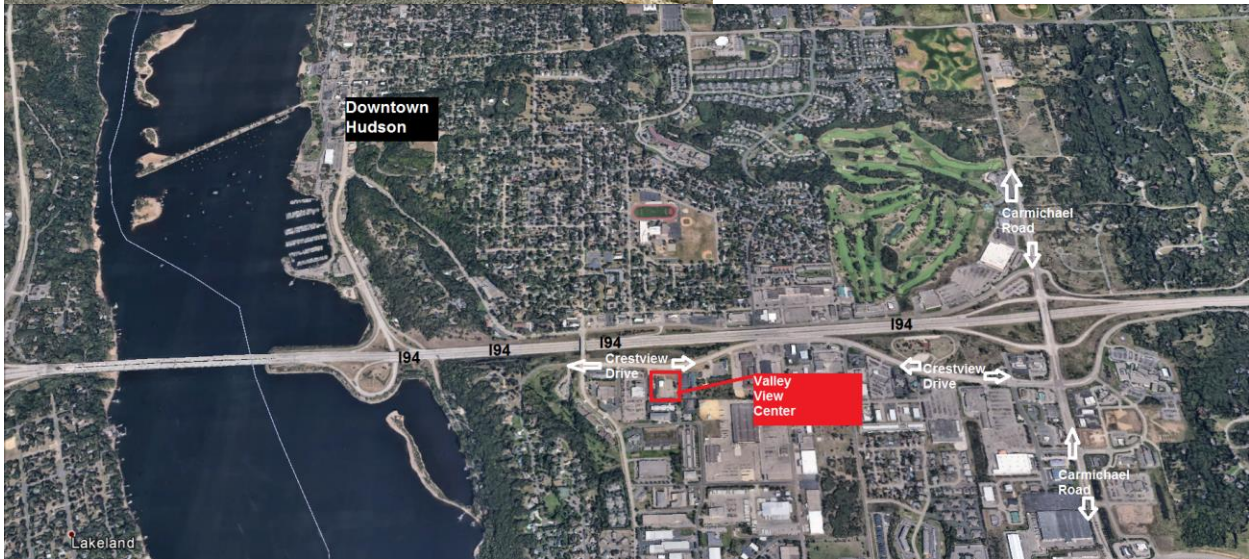 Downtown
Hudson
Carmichael
Road
I94
I94
I94
I94
Crestview
Drive
Crestview
Drive
Valley
View
Center
Carmichael
Road
Lakeland